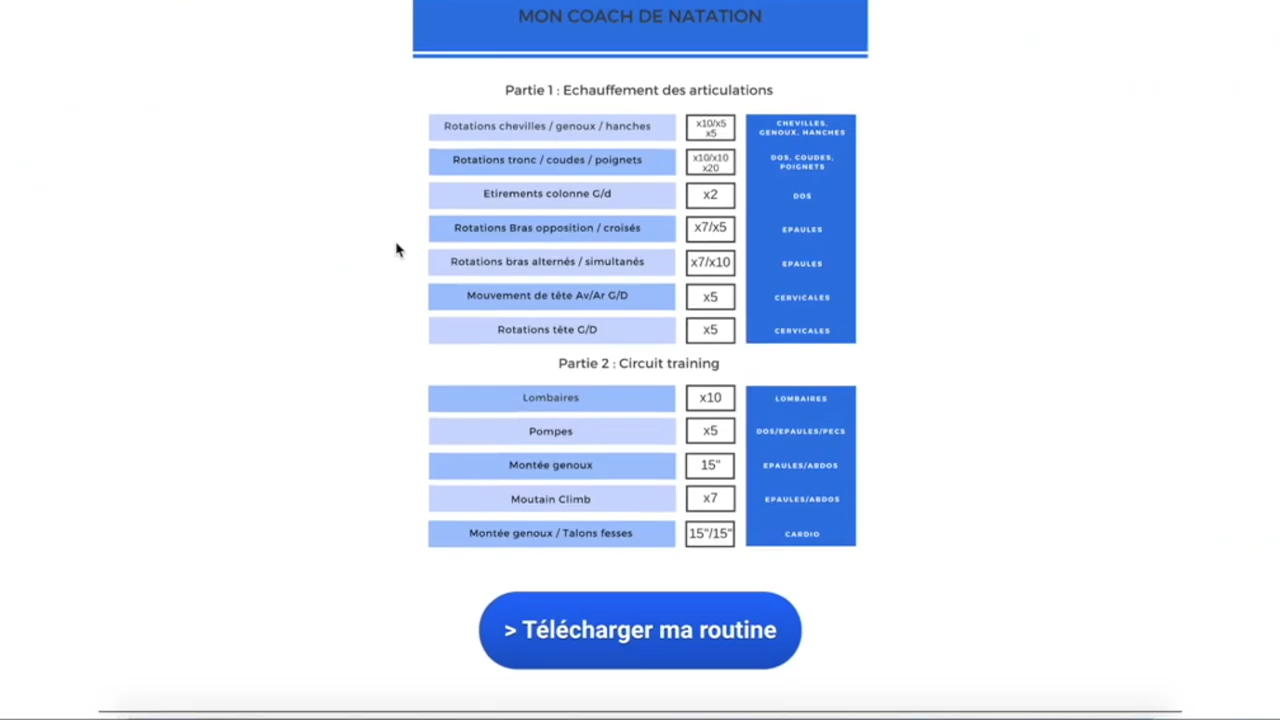 MON COACH DE NATATION
Partie 1 : Echauffement des articulations
Rotations chevilles / genoux / hanches
x10/x5
x5
CHEVILLES,
GENOUX, HANCHES
Rotations tronc / coudes / poignets
x10/x10
x20
DOS, COUDES,
POIGNETS
Etirements colonne G/d
x2
DOS
Rotations Bras opposition / croisés
x7/x5
EPAULES
Rotations bras alternés / simultanés
x7/x10
EPAULES
Mouvement de tête Av/Ar G/D
x5
CERVICALES
Rotations tête G/D
x5
CERVICALES
Partie 2 : Circuit training
Lombaires
x10
LOMBAIRES
Pompes
x5
DOS/EPAULES/PECS
Montée genoux
15"
EPAULES/ABDOS
Moutain Climb
x7
EPAULES/ABDOS
Montée genoux / Talons fesses
15"/15"
CARDIO
> Télécharger ma routine